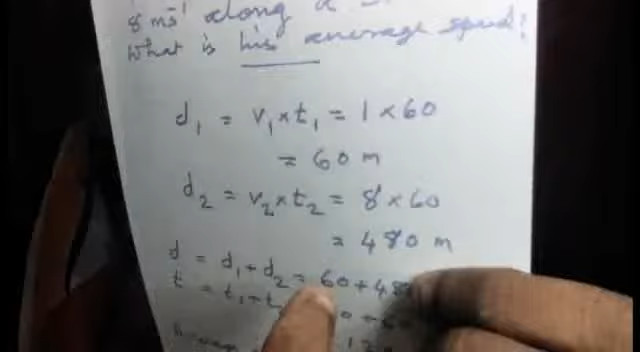 8 ms⁻¹ along a
What is his average speed?
d₁ = v₁×t₁ = 1×60
= 60 m
d₂ = v₂×t₂ = 8×60
= 480 m
d = d₁+d₂ = 60+48
t = t₁+t